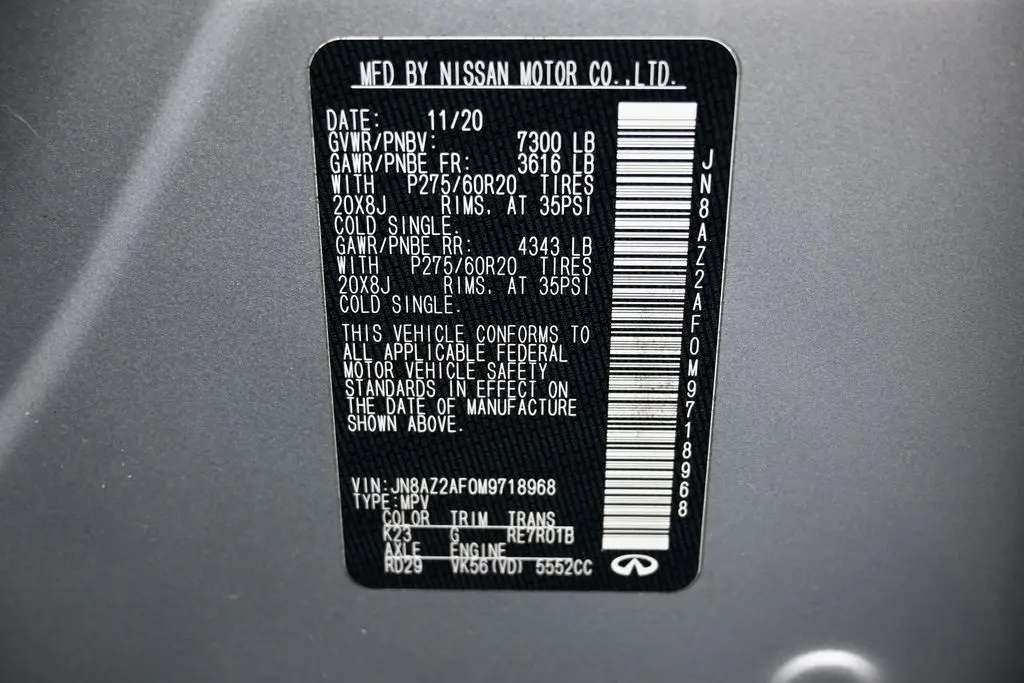 MFD BY NISSAN MOTOR CO.,LTD.
DATE: 11/20
GVWR/PNBV: 7300 LB
GAWR/PNBE FR: 3616 LB
WITH P275/60R20 TIRES
20X8J RIMS. AT 35PSI
COLD SINGLE.
GAWR/PNBE RR: 4343 LB
WITH P275/60R20 TIRES
20X8J RIMS. AT 35PSI
COLD SINGLE.
THIS VEHICLE CONFORMS TO
ALL APPLICABLE FEDERAL
MOTOR VEHICLE SAFETY
STANDARDS IN EFFECT ON
THE DATE OF MANUFACTURE
SHOWN ABOVE.
VIN:JN8AZ2AF0M9718968
TYPE:MPV
COLOR TRIM TRANS
K23 G RE7R01B
AXLE ENGINE
RD29 VK56(VD) 5552CC
JN8AZ2AF0M9718968